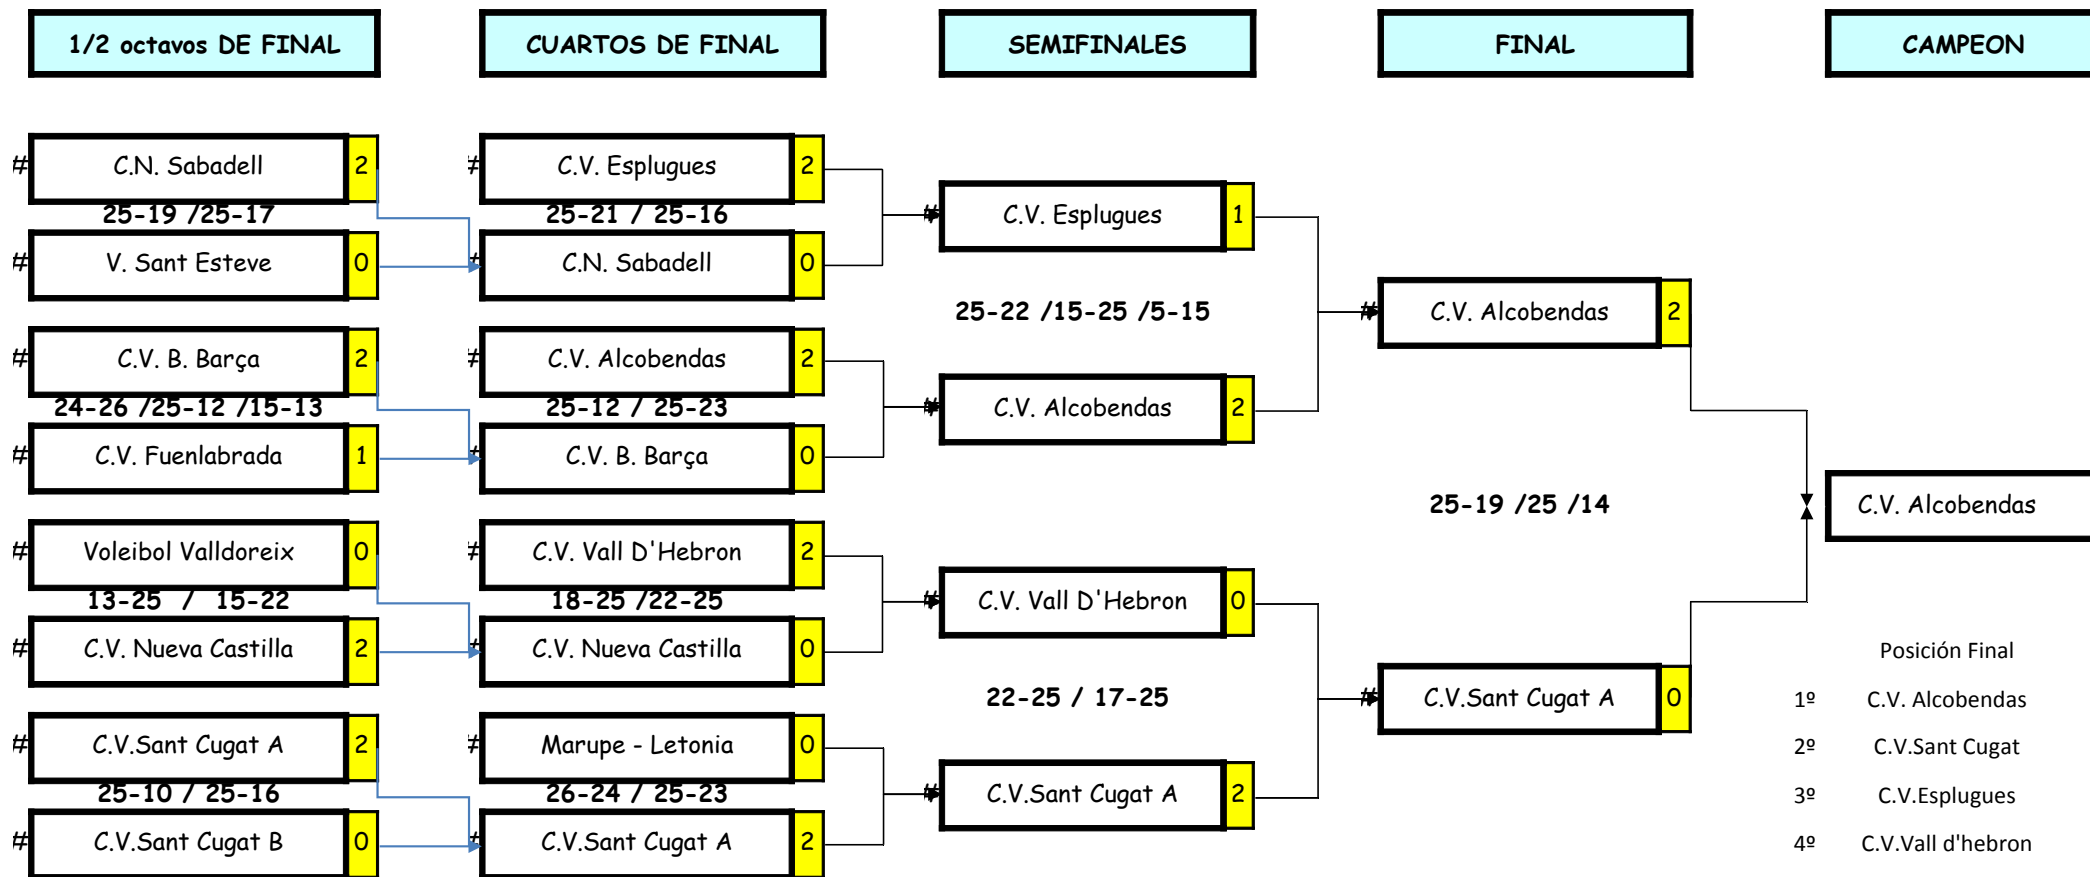 1/2 octavos DE FINAL
CUARTOS DE FINAL
SEMIFINALES
FINAL
CAMPEON
# C.N. Sabadell 2
25-19 /25-17
# V. Sant Esteve 0
# C.V. B. Barça 2
24-26 /25-12 /15-13
# C.V. Fuenlabrada 1
# Voleibol Valldoreix 0
13-25 / 15-22
# C.V. Nueva Castilla 2
# C.V.Sant Cugat A 2
25-10 / 25-16
# C.V.Sant Cugat B 0
# C.V. Esplugues 2
25-21 / 25-16
# C.N. Sabadell 0
# C.V. Alcobendas 2
25-12 / 25-23
# C.V. B. Barça 0
# C.V. Vall D'Hebron 2
18-25 /22-25
# C.V. Nueva Castilla 0
# Marupe - Letonia 0
26-24 / 25-23
# C.V.Sant Cugat A 2
# C.V. Esplugues 1
25-22 /15-25 /5-15
# C.V. Alcobendas 2
# C.V. Vall D'Hebron 0
22-25 / 17-25
# C.V.Sant Cugat A 2
# C.V. Alcobendas 2
25-19 /25 /14
# C.V.Sant Cugat A 0
C.V. Alcobendas
Posición Final
1º C.V. Alcobendas
2º C.V.Sant Cugat
3º C.V.Esplugues
4º C.V.Vall d'hebron